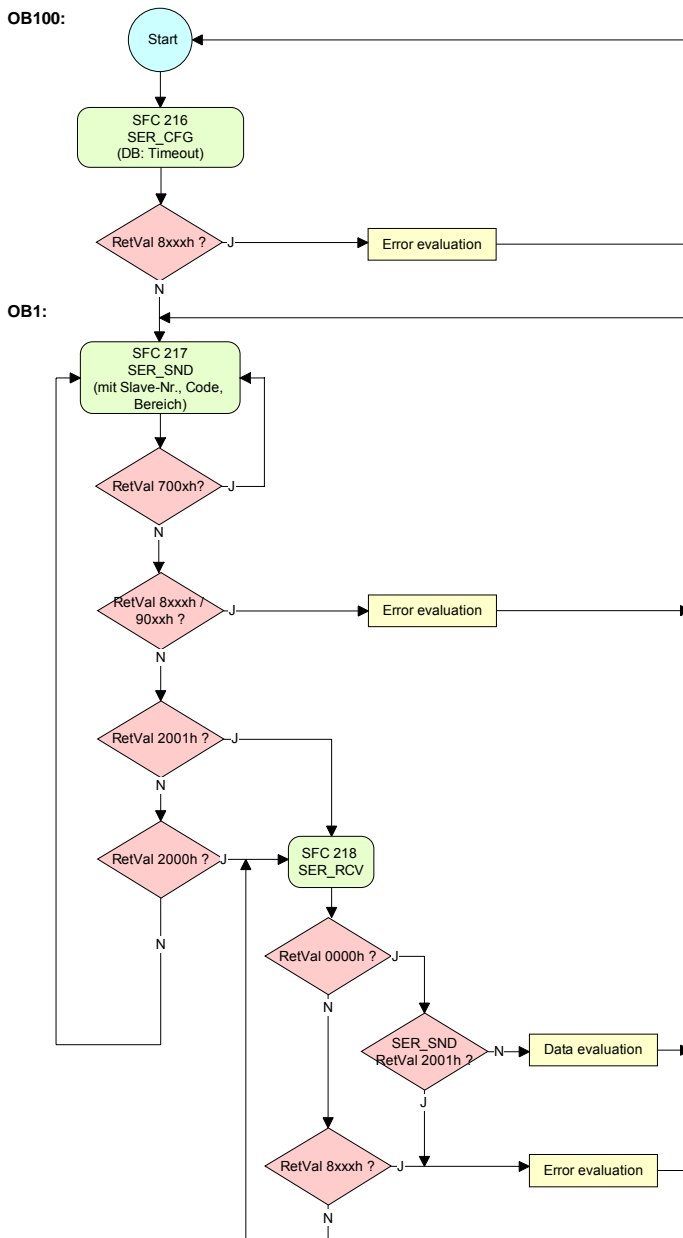 OB100:
Start
SFC 216
SER_CFG
(DB: Timeout)
RetVal 8xxxh ?
J
Error evaluation
N
OB1:
SFC 217
SER_SND
(mit Slave-Nr., Code,
Bereich)
RetVal 700xh?
J
N
RetVal 8xxxh /
90xxh ?
J
Error evaluation
N
RetVal 2001h ?
J
N
RetVal 2000h ?
J
SFC 218
SER_RCV
N
RetVal 0000h ?
J
N
SER_SND
RetVal 2001h ?
N
Data evaluation
J
RetVal 8xxxh ?
J
Error evaluation
N